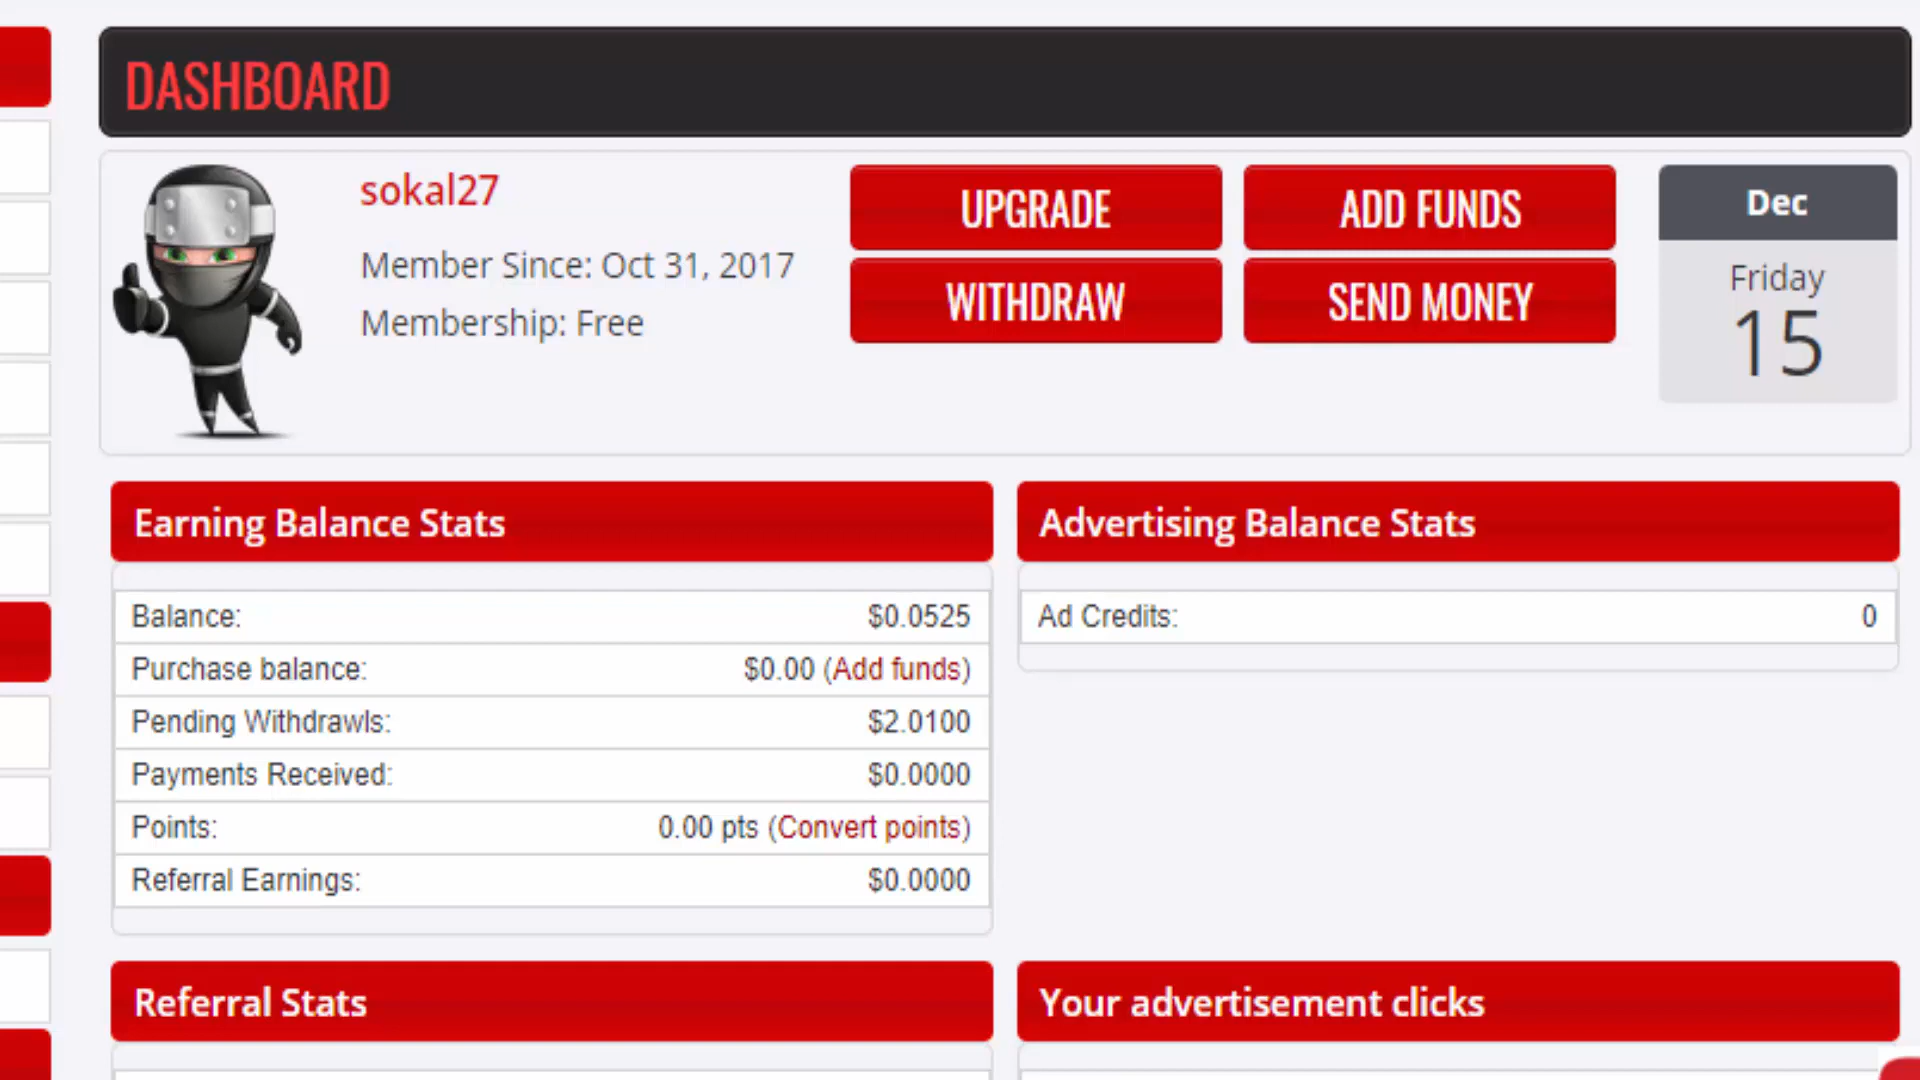 DASHBOARD
sokal27
Member Since: Oct 31, 2017
Membership: Free
UPGRADE
ADD FUNDS
WITHDRAW
SEND MONEY
Dec
Friday
15
Earning Balance Stats
Balance: $0.0525
Purchase balance: $0.00 (Add funds)
Pending Withdrawls: $2.0100
Payments Received: $0.0000
Points: 0.00 pts (Convert points)
Referral Earnings: $0.0000
Advertising Balance Stats
Ad Credits: 0
Referral Stats
Your advertisement clicks